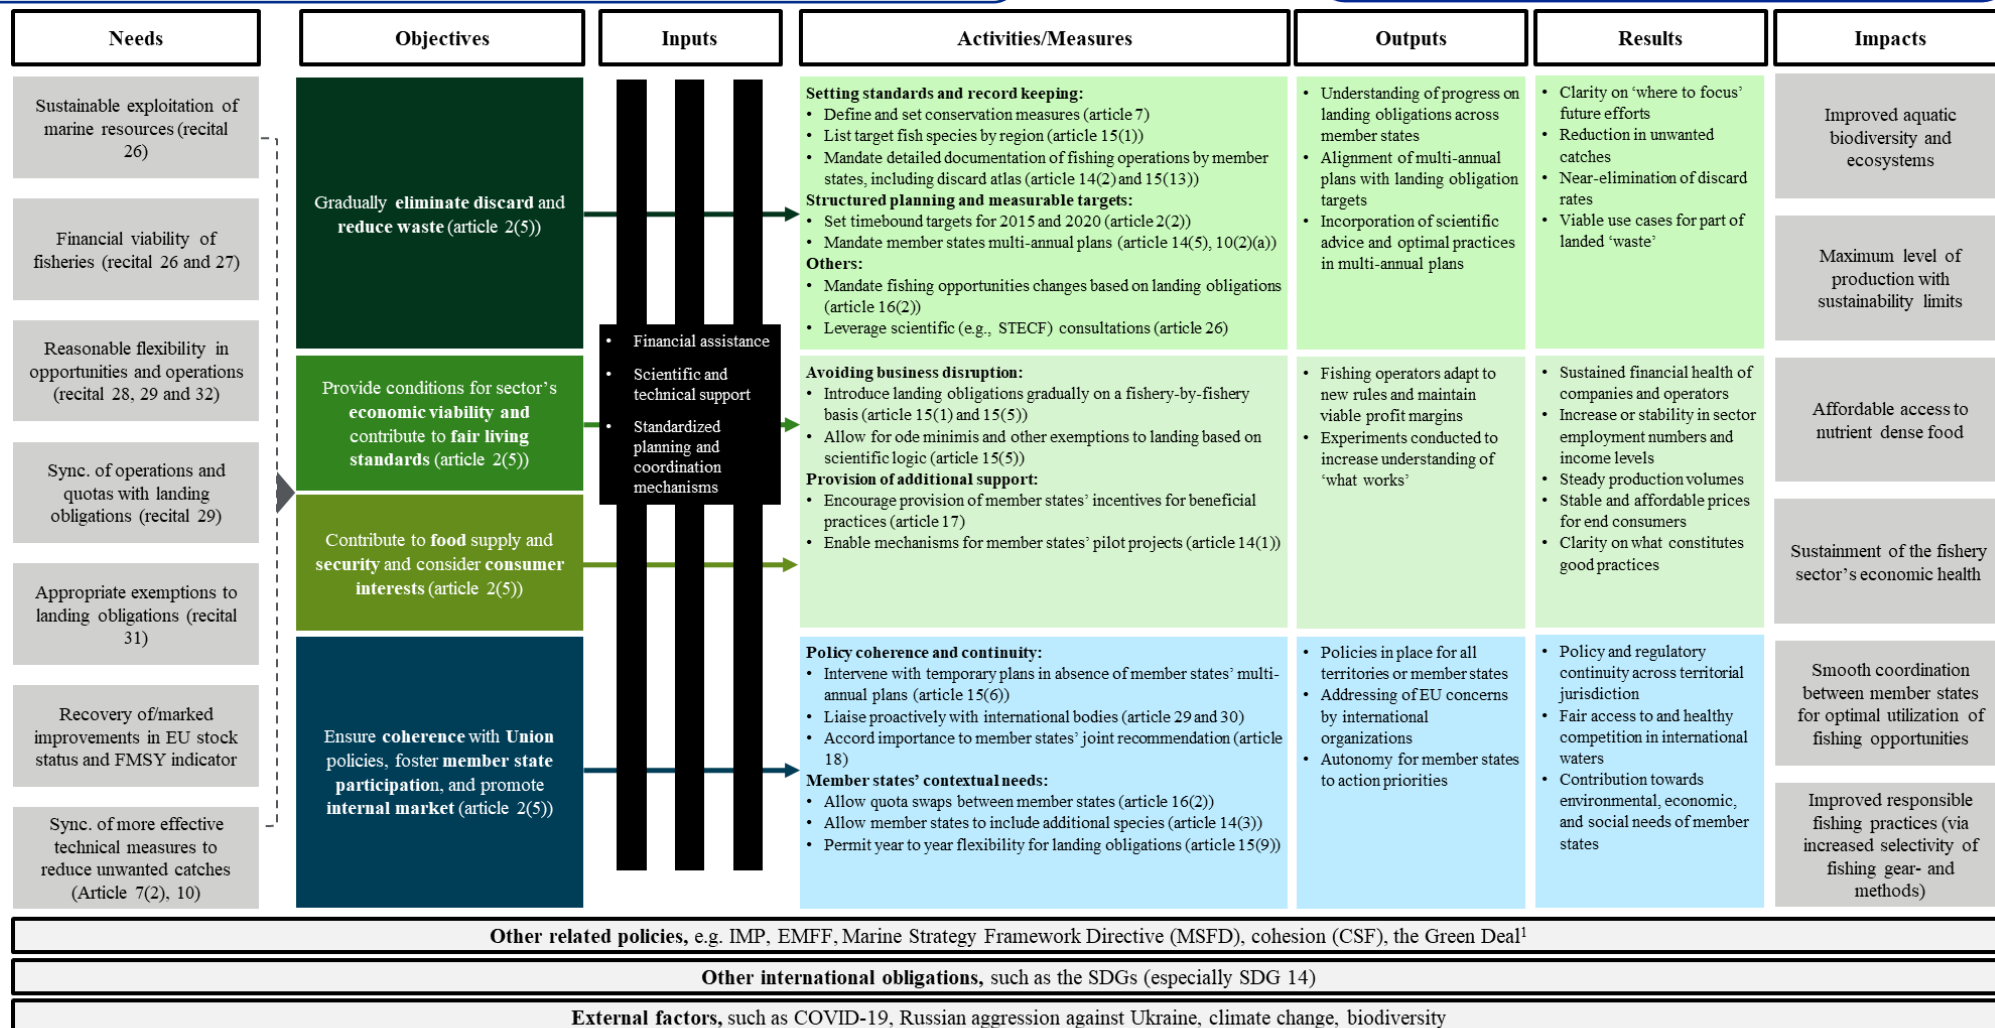 Needs
Objectives
Inputs
Activities/Measures
Outputs
Results
Impacts
Sustainable exploitation of
marine resources (recital
26)
Financial viability of
fisheries (recital 26 and 27)
Reasonable flexibility in
opportunities and operations
(recital 28, 29 and 32)
Sync. of operations and
quotas with landing
obligations (recital 29)
Appropriate exemptions to
landing obligations (recital
31)
Recovery of/marked
improvements in EU stock
status and FMSY indicator
Sync. of more effective
technical measures to
reduce unwanted catches
(Article 7(2), 10)
Gradually eliminate discard and
reduce waste (article 2(5))
Provide conditions for sector's
economic viability and
contribute to fair living
standards (article 2(5))
Contribute to food supply and
security and consider consumer
interests (article 2(5))
Ensure coherence with Union
policies, foster member state
participation, and promote
internal market (article 2(5))
• Financial assistance
• Scientific and
technical support
• Standardized
planning and
coordination
mechanisms
Setting standards and record keeping:
• Define and set conservation measures (article 7)
• List target fish species by region (article 15(1))
• Mandate detailed documentation of fishing operations by member
states, including discard atlas (article 14(2) and 15(13))
Structured planning and measurable targets:
• Set timebound targets for 2015 and 2020 (article 2(2))
• Mandate member states multi-annual plans (article 14(5), 10(2)(a))
Others:
• Mandate fishing opportunities changes based on landing obligations
(article 16(2))
• Leverage scientific (e.g., STECF) consultations (article 26)
Avoiding business disruption:
• Introduce landing obligations gradually on a fishery-by-fishery
basis (article 15(1) and 15(5))
• Allow for ode minimis and other exemptions to landing based on
scientific logic (article 15(5))
Provision of additional support:
• Encourage provision of member states' incentives for beneficial
practices (article 17)
• Enable mechanisms for member states' pilot projects (article 14(1))
Policy coherence and continuity:
• Intervene with temporary plans in absence of member states' multi-
annual plans (article 15(6))
• Liaise proactively with international bodies (article 29 and 30)
• Accord importance to member states' joint recommendation (article
18)
Member states' contextual needs:
• Allow quota swaps between member states (article 16(2))
• Allow member states to include additional species (article 14(3))
• Permit year to year flexibility for landing obligations (article 15(9))
• Understanding of progress on
landing obligations across
member states
• Alignment of multi-annual
plans with landing obligation
targets
• Incorporation of scientific
advice and optimal practices
in multi-annual plans
• Fishing operators adapt to
new rules and maintain
viable profit margins
• Experiments conducted to
increase understanding of
'what works'
• Policies in place for all
territories or member states
• Addressing of EU concerns
by international
organizations
• Autonomy for member states
to action priorities
• Clarity on 'where to focus'
future efforts
• Reduction in unwanted
catches
• Near-elimination of discard
rates
• Viable use cases for part of
landed 'waste'
• Sustained financial health of
companies and operators
• Increase or stability in sector
employment numbers and
income levels
• Steady production volumes
• Stable and affordable prices
for end consumers
• Clarity on what constitutes
good practices
• Policy and regulatory
continuity across territorial
jurisdiction
• Fair access to and healthy
competition in international
waters
• Contribution towards
environmental, economic,
and social needs of member
states
Improved aquatic
biodiversity and
ecosystems
Maximum level of
production with
sustainability limits
Affordable access to
nutrient dense food
Sustainment of the fishery
sector's economic health
Smooth coordination
between member states
for optimal utilization of
fishing opportunities
Improved responsible
fishing practices (via
increased selectivity of
fishing gear- and
methods)
Other related policies, e.g. IMP, EMFF, Marine Strategy Framework Directive (MSFD), cohesion (CSF), the Green Deal¹
Other international obligations, such as the SDGs (especially SDG 14)
External factors, such as COVID-19, Russian aggression against Ukraine, climate change, biodiversity